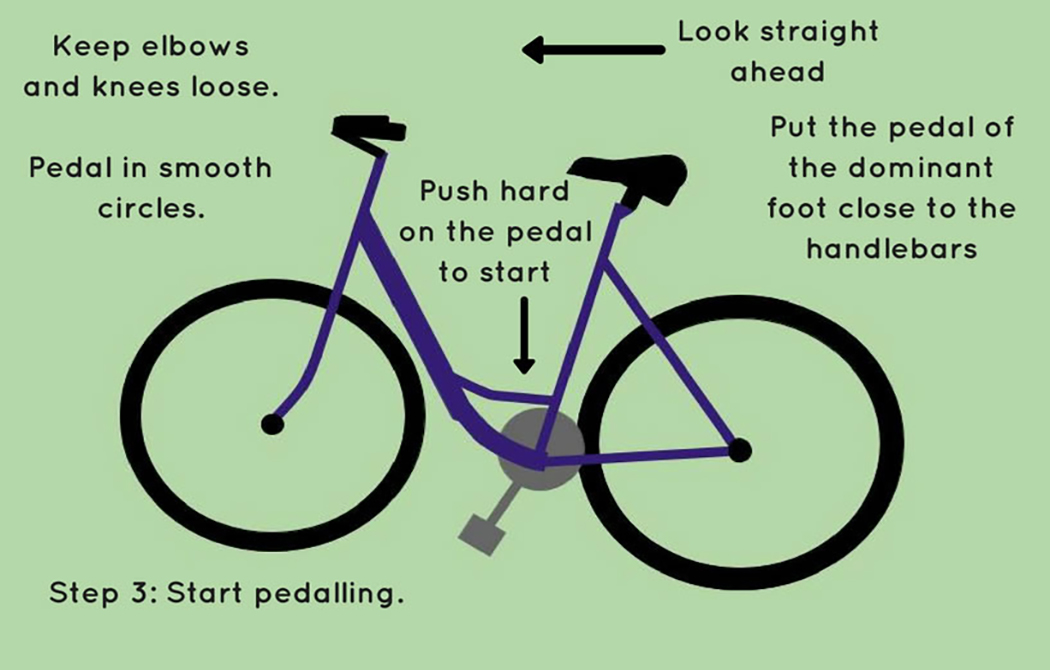 Keep elbows
and knees loose.
Look straight
ahead
Pedal in smooth
circles.
Push hard
on the pedal
to start
Put the pedal of
the dominant
foot close to the
handlebars
Step 3: Start pedalling.